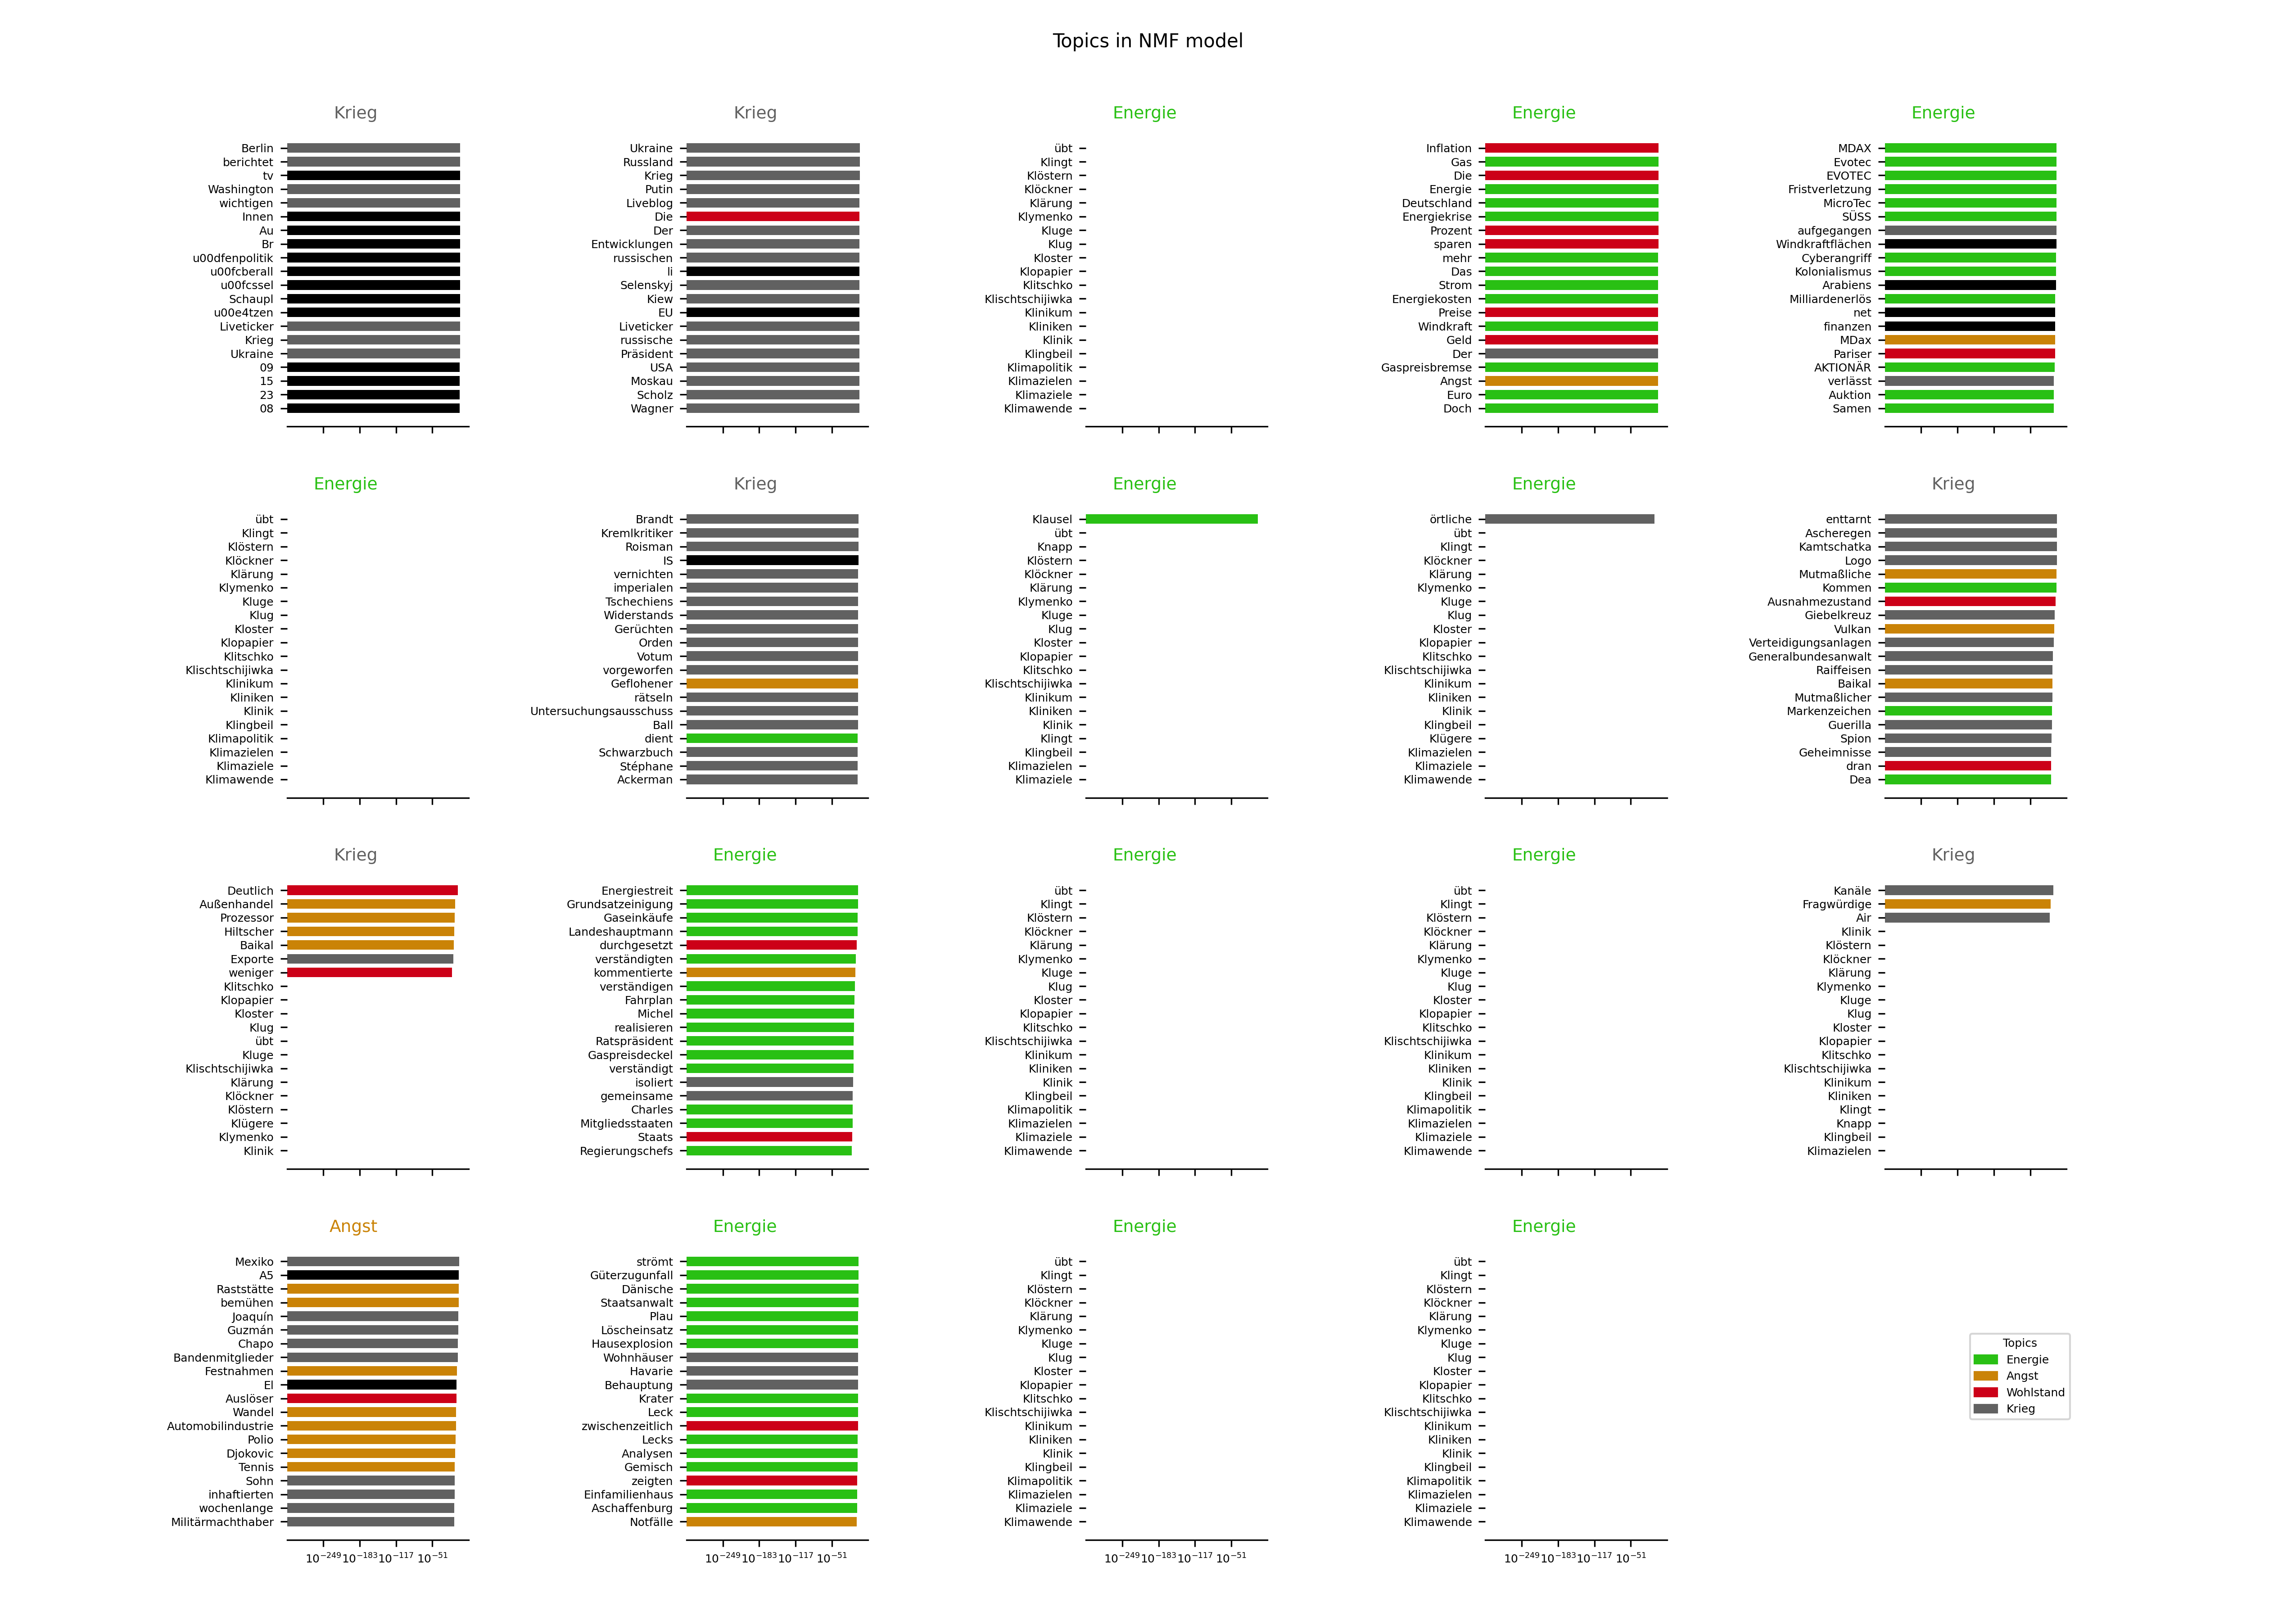 Topics in NMF model
Krieg
Berlin
berichtet
tv
Washington
wichtigen
Innen
Au
Br
u00dfenpolitik
u00fcberall
u00fcssel
Schaupl
u00e4tzen
Liveticker
Krieg
Ukraine
09
15
23
08
Krieg
Ukraine
Russland
Krieg
Putin
Liveblog
Die
Der
Entwicklungen
russischen
li
Selenskyj
Kiew
EU
Liveticker
russische
Präsident
USA
Moskau
Scholz
Wagner
Energie
übt
Klingt
Klöstern
Klöckner
Klärung
Klymenko
Kluge
Klug
Kloster
Klopapier
Klitschko
Klischtschijiwka
Klinikum
Kliniken
Klinik
Klingbeil
Klimapolitik
Klimazielen
Klimaziele
Klimawende
Energie
Inflation
Gas
Die
Energie
Deutschland
Energiekrise
Prozent
sparen
mehr
Das
Strom
Energiekosten
Preise
Windkraft
Geld
Der
Gaspreisbremse
Angst
Euro
Doch
Energie
MDAX
Evotec
EVOTEC
Fristverletzung
MicroTec
SÜSS
aufgegangen
Windkraftflächen
Cyberangriff
Kolonialismus
Arabiens
Milliardenerlös
net
finanzen
MDax
Pariser
AKTIONÄR
verlässt
Auktion
Samen
Energie
übt
Klingt
Klöstern
Klöckner
Klärung
Klymenko
Kluge
Klug
Kloster
Klopapier
Klitschko
Klischtschijiwka
Klinikum
Kliniken
Klinik
Klingbeil
Klimapolitik
Klimazielen
Klimaziele
Klimawende
Krieg
Brandt
Kremlkritiker
Roisman
IS
vernichten
imperialen
Tschechiens
Widerstands
Gerüchten
Orden
Votum
vorgeworfen
Geflohener
rätseln
Untersuchungsausschuss
Ball
dient
Schwarzbuch
Stéphane
Ackerman
Energie
Klausel
übt
Knapp
Klöstern
Klöckner
Klärung
Klymenko
Kluge
Klug
Kloster
Klopapier
Klitschko
Klischtschijiwka
Klinikum
Kliniken
Klinik
Klingt
Klingbeil
Klimazielen
Klimaziele
Energie
örtliche
übt
Klingt
Klöckner
Klärung
Klymenko
Kluge
Klug
Kloster
Klopapier
Klitschko
Klischtschijiwka
Klinikum
Kliniken
Klinik
Klingbeil
Klügere
Klimazielen
Klimaziele
Klimawende
Krieg
enttarnt
Ascheregen
Kamtschatka
Logo
Mutmaßliche
Kommen
Ausnahmezustand
Giebelkreuz
Vulkan
Verteidigungsanlagen
Generalbundesanwalt
Raiffeisen
Baikal
Mutmaßlicher
Markenzeichen
Guerilla
Spion
Geheimnisse
dran
Dea
Krieg
Deutlich
Außenhandel
Prozessor
Hiltscher
Baikal
Exporte
weniger
Klitschko
Klopapier
Kloster
Klug
übt
Kluge
Klischtschijiwka
Klärung
Klöckner
Klöstern
Klügere
Klymenko
Klinik
Energie
Energiestreit
Grundsatzeinigung
Gaseinkäufe
Landeshauptmann
durchgesetzt
verständigten
kommentierte
verständigen
Fahrplan
Michel
realisieren
Ratspräsident
Gaspreisdeckel
verständigt
isoliert
gemeinsame
Charles
Mitgliedsstaaten
Staats
Regierungschefs
Energie
übt
Klingt
Klöstern
Klöckner
Klärung
Klymenko
Kluge
Klug
Kloster
Klopapier
Klitschko
Klischtschijiwka
Klinikum
Kliniken
Klinik
Klingbeil
Klimapolitik
Klimazielen
Klimaziele
Klimawende
Energie
übt
Klingt
Klöstern
Klöckner
Klärung
Klymenko
Kluge
Klug
Kloster
Klopapier
Klitschko
Klischtschijiwka
Klinikum
Kliniken
Klinik
Klingbeil
Klimapolitik
Klimazielen
Klimaziele
Klimawende
Krieg
Kanäle
Fragwürdige
Air
Klinik
Klöstern
Klöckner
Klärung
Klymenko
Kluge
Klug
Kloster
Klopapier
Klitschko
Klischtschijiwka
Klinikum
Kliniken
Klingt
Knapp
Klingbeil
Klimazielen
Angst
Mexiko
A5
Raststätte
bemühen
Joaquín
Guzmán
Chapo
Bandenmitglieder
Festnahmen
El
Auslöser
Wandel
Automobilindustrie
Polio
Djokovic
Tennis
Sohn
inhaftierten
wochenlange
Militärmachthaber
10⁻²⁴⁹ 10⁻¹⁸³ 10⁻¹¹⁷ 10⁻⁵¹
Energie
strömt
Güterzugunfall
Dänische
Staatsanwalt
Plau
Löscheinsatz
Hausexplosion
Wohnhäuser
Havarie
Behauptung
Krater
Leck
zwischenzeitlich
Lecks
Analysen
Gemisch
zeigten
Einfamilienhaus
Aschaffenburg
Notfälle
10⁻²⁴⁹ 10⁻¹⁸³ 10⁻¹¹⁷ 10⁻⁵¹
Energie
übt
Klingt
Klöstern
Klöckner
Klärung
Klymenko
Kluge
Klug
Kloster
Klopapier
Klitschko
Klischtschijiwka
Klinikum
Kliniken
Klinik
Klingbeil
Klimapolitik
Klimazielen
Klimaziele
Klimawende
10⁻²⁴⁹ 10⁻¹⁸³ 10⁻¹¹⁷ 10⁻⁵¹
Energie
übt
Klingt
Klöstern
Klöckner
Klärung
Klymenko
Kluge
Klug
Kloster
Klopapier
Klitschko
Klischtschijiwka
Klinikum
Kliniken
Klinik
Klingbeil
Klimapolitik
Klimazielen
Klimaziele
Klimawende
10⁻²⁴⁹ 10⁻¹⁸³ 10⁻¹¹⁷ 10⁻⁵¹
Topics
Energie
Angst
Wohlstand
Krieg